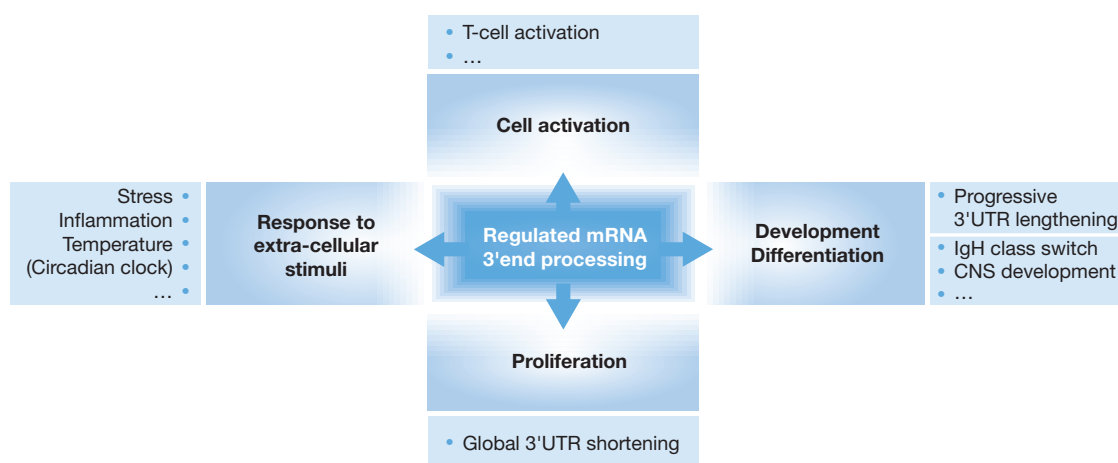 • T-cell activation
• …
Cell activation
Stress •
Inflammation •
Temperature •
(Circadian clock) •
… •
Response to
extra-cellular
stimuli
Regulated mRNA
3'end processing
Development
Differentiation
• Progressive
3'UTR lengthening
• IgH class switch
• CNS development
• …
Proliferation
• Global 3'UTR shortening